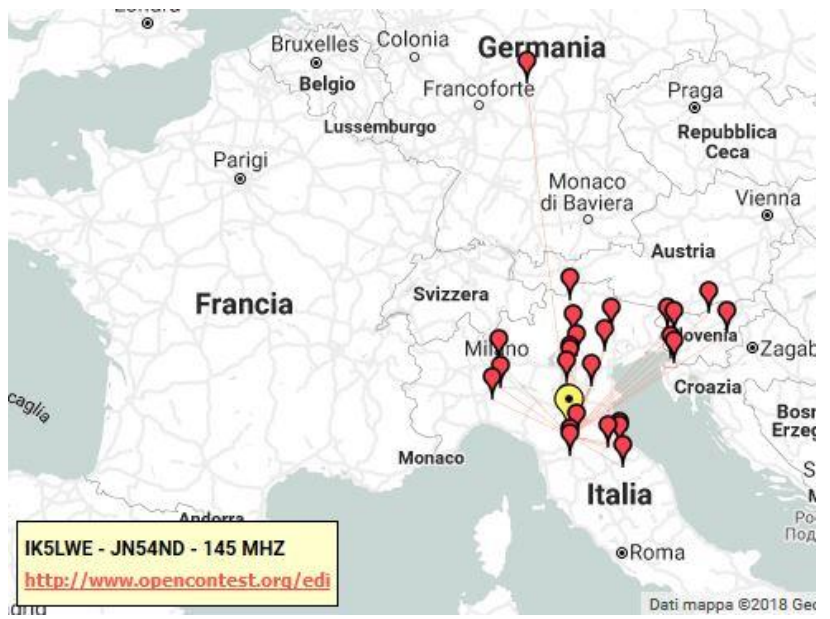 Bruxelles
Colonia
Germania
Belgio
Francoforte
Praga
Lussemburgo
Repubblica
Ceca
Parigi
Monaco
di Baviera
Vienna
Austria
Svizzera
Francia
Milano
Slovenia
Zagab
Croazia
caglia
Bosn
Erzeg
Monaco
Italia
Andorra
IK5LWE - JN54ND - 145 MHZ
http://www.opencontest.org/edi
Roma
Dati mappa ©2018 Geo